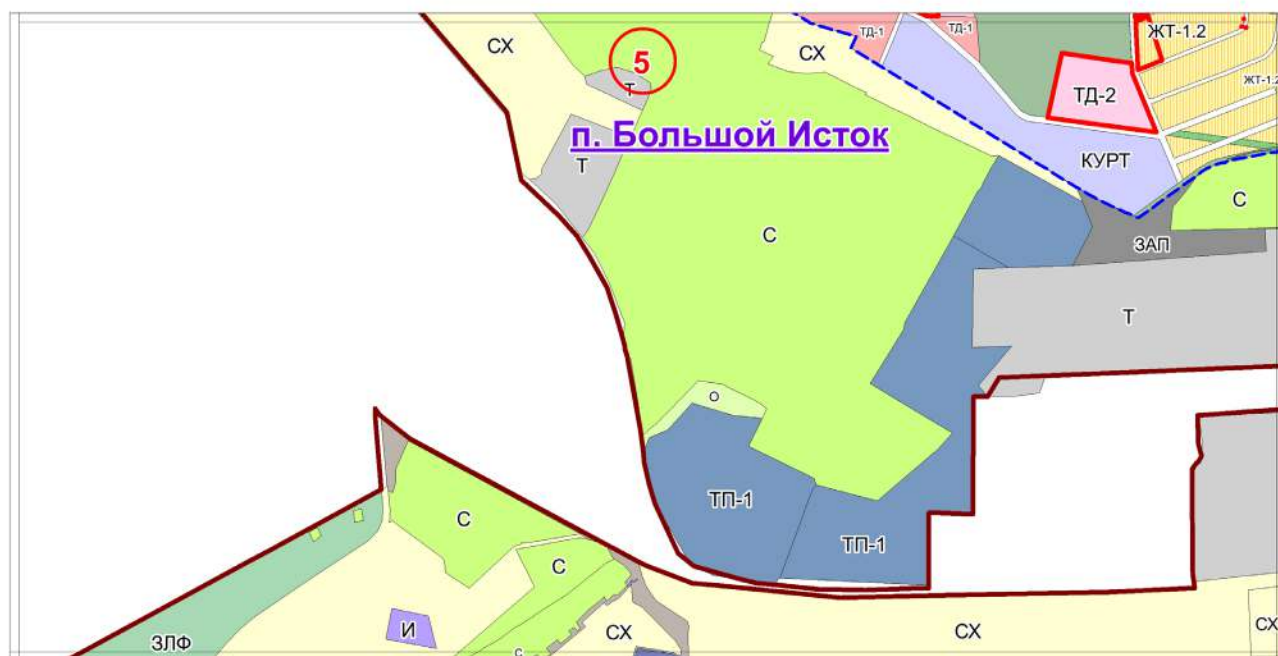 ТД-1
ТД-1
ЖТ-1.2
СХ
СХ
5
Т
ЖТ-1.2
ТД-2
п. Большой Исток
Т
КУРТ
С
С
ЗАП
Т
О
ТП-1
С
ТП-1
С
И
СХ
СХ
СХ
ЗЛФ
С